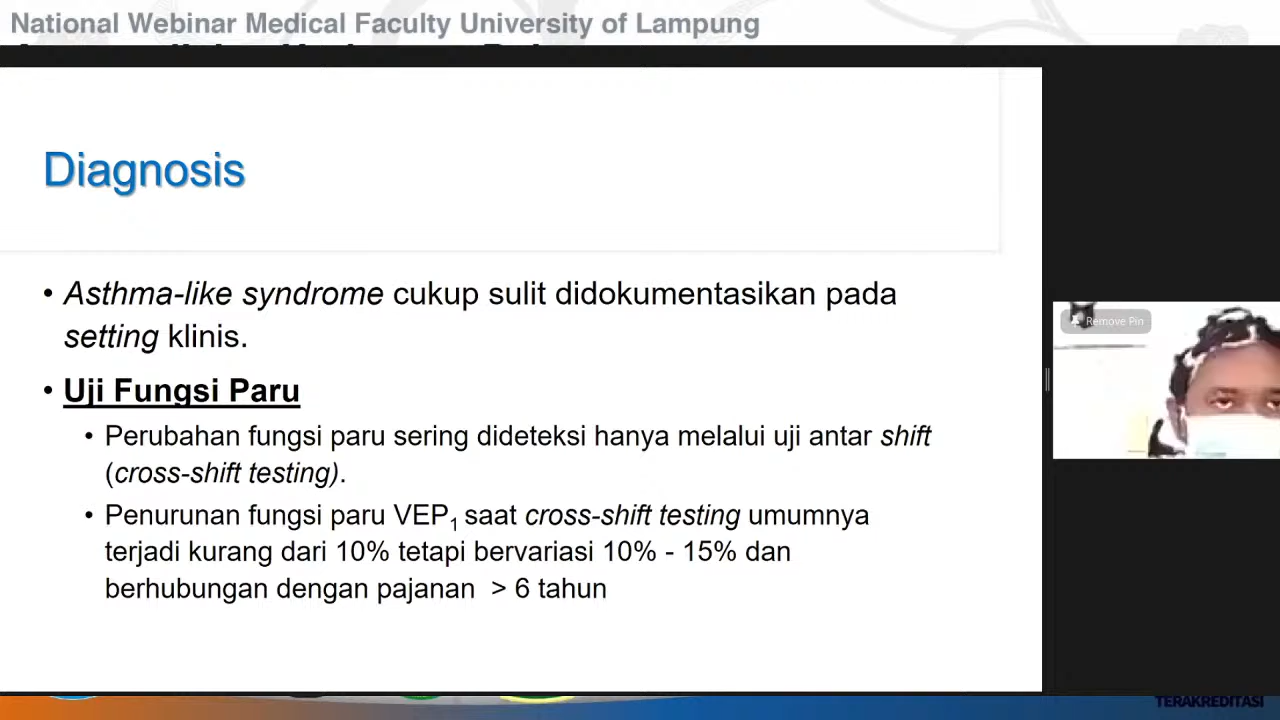 National Webinar Medical Faculty University of Lampung
Diagnosis
• Asthma-like syndrome cukup sulit didokumentasikan pada
setting klinis.
• Uji Fungsi Paru
• Perubahan fungsi paru sering dideteksi hanya melalui uji antar shift
(cross-shift testing).
• Penurunan fungsi paru VEP1 saat cross-shift testing umumnya
terjadi kurang dari 10% tetapi bervariasi 10% - 15% dan
berhubungan dengan pajanan > 6 tahun
Remove Pin
TERAKREDITASI